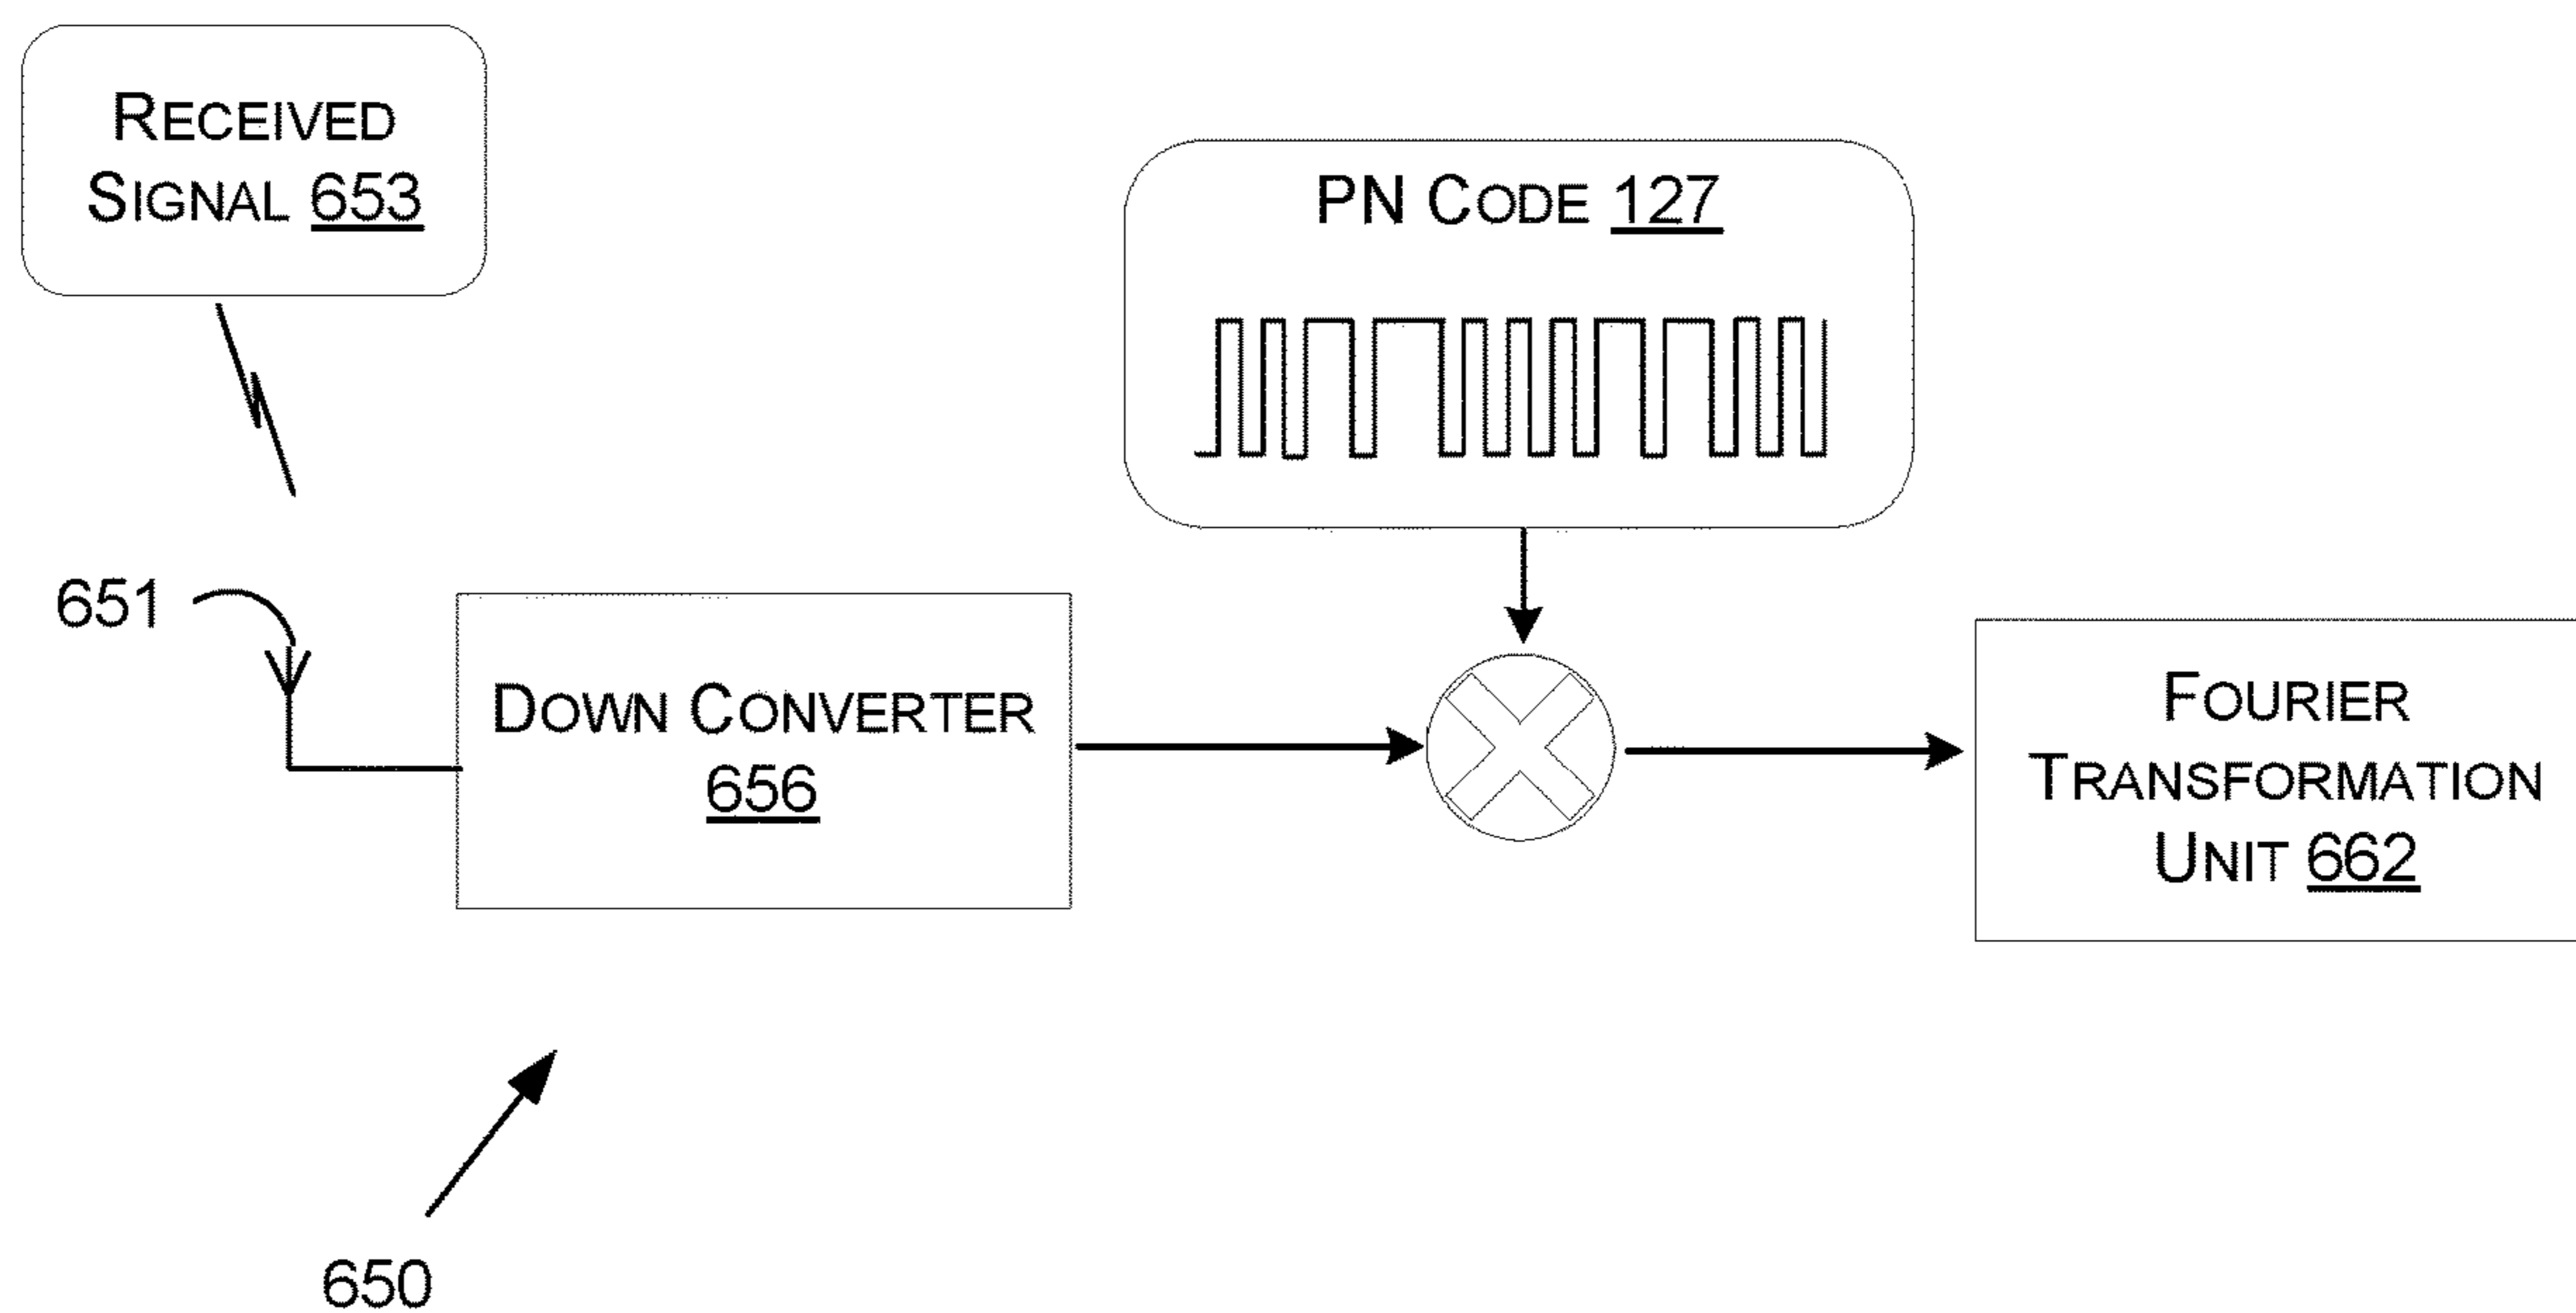 RECEIVED
SIGNAL 653
PN CODE 127
651
DOWN CONVERTER
656
FOURIER
TRANSFORMATION
UNIT 662
650